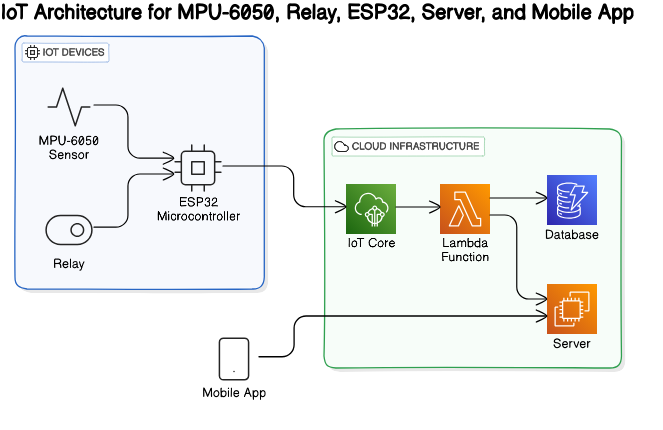 IoT Architecture for MPU-6050, Relay, ESP32, Server, and Mobile App
IOT DEVICES
MPU-6050
Sensor
ESP32
Microcontroller
Relay
CLOUD INFRASTRUCTURE
IoT Core
Lambda
Function
Database
Server
Mobile App